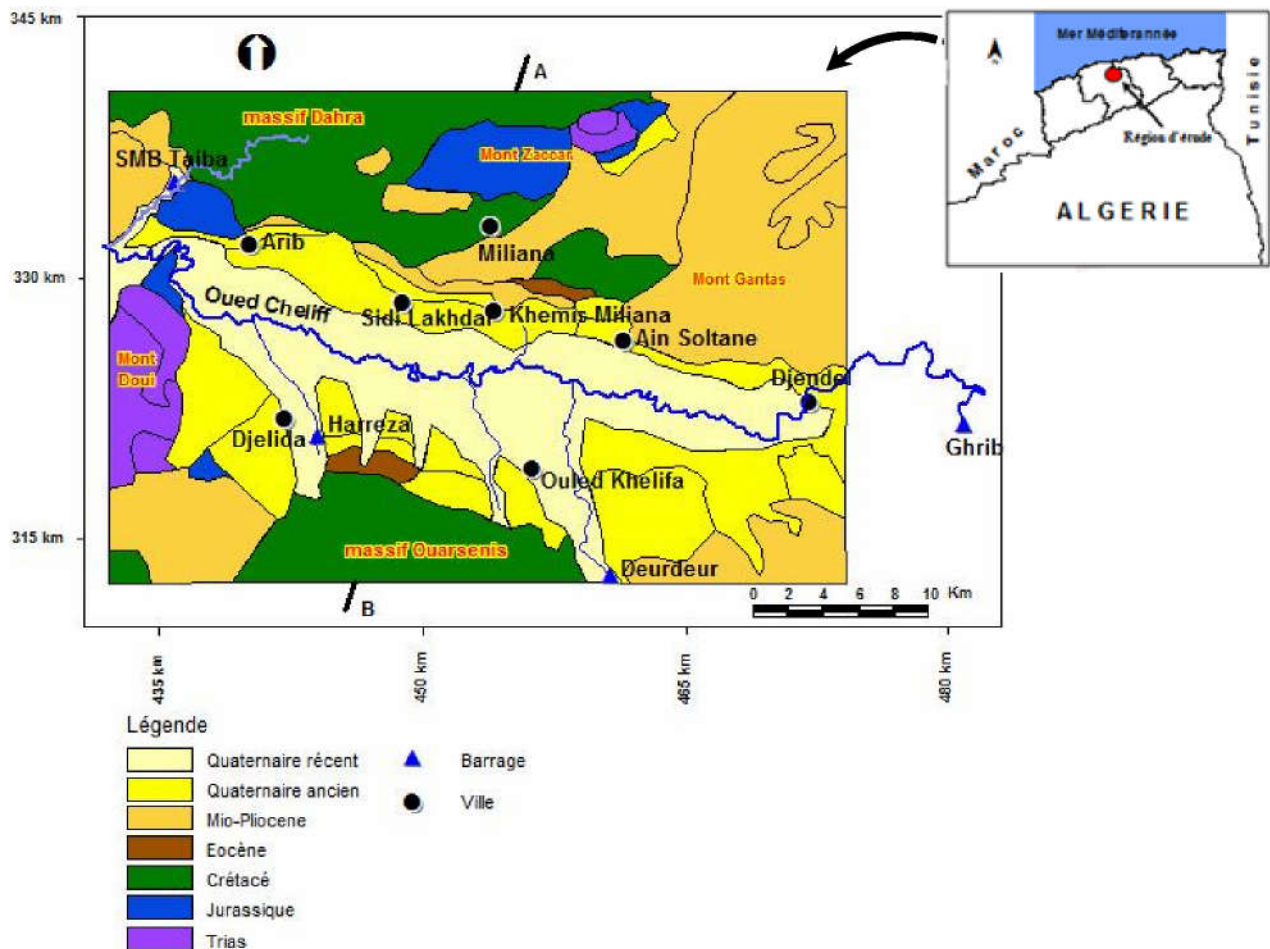 345 km
330 km
315 km
A
massif Dahra
SMB Taiba
Mont Zaccar
Arib
Miliana
Mont Gantas
Oued Cheliff
Sidi Lakhdar
Khemis Miliana
Ain Soltane
Mont
Doui
Djendel
Djelida
Harreza
Ghrib
Ouled Khelifa
massif Ouarsenis
Deurdeur
B
0 2 4 6 8 10 Km
435 km
450 km
465 km
480 km
Mer Méditerannée
Tunisie
Région d'érude
Maroc
ALGERIE
Légende
Quaternaire récent
Quaternaire ancien
Mio-Pliocene
Eocène
Crétacé
Jurassique
Trias
Barrage
Ville